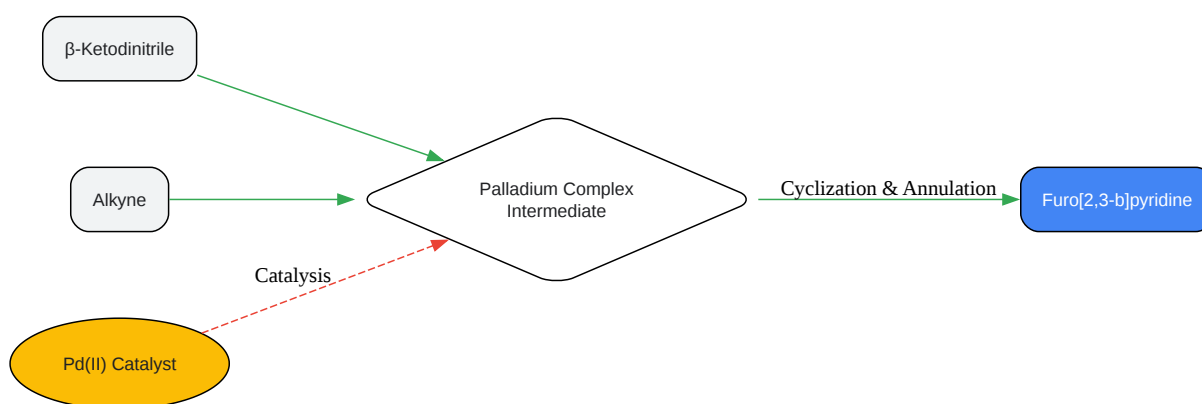 β-Ketodinitrile
Alkyne
Palladium Complex
Intermediate
Cyclization & Annulation
Furo[2,3-b]pyridine
Catalysis
Pd(II) Catalyst